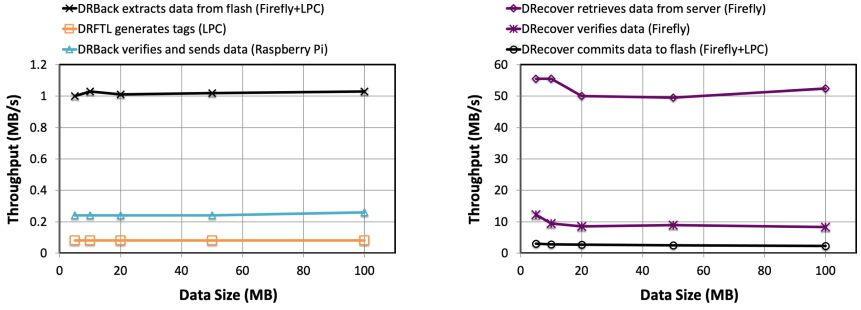 DRBack extracts data from flash (Firefly+LPC)
DRFTL generates tags (LPC)
DRBack verifies and sends data (Raspberry Pi)
1.2
1
0.8
0.6
0.4
0.2
0
Throughput (MB/s)
0 20 40 60 80 100
Data Size (MB)
DRecover retrieves data from server (Firefly)
DRecover verifies data (Firefly)
DRecover commits data to flash (Firefly+LPC)
60
50
40
30
20
10
0
Throughput (MB/s)
0 20 40 60 80 100
Data Size (MB)